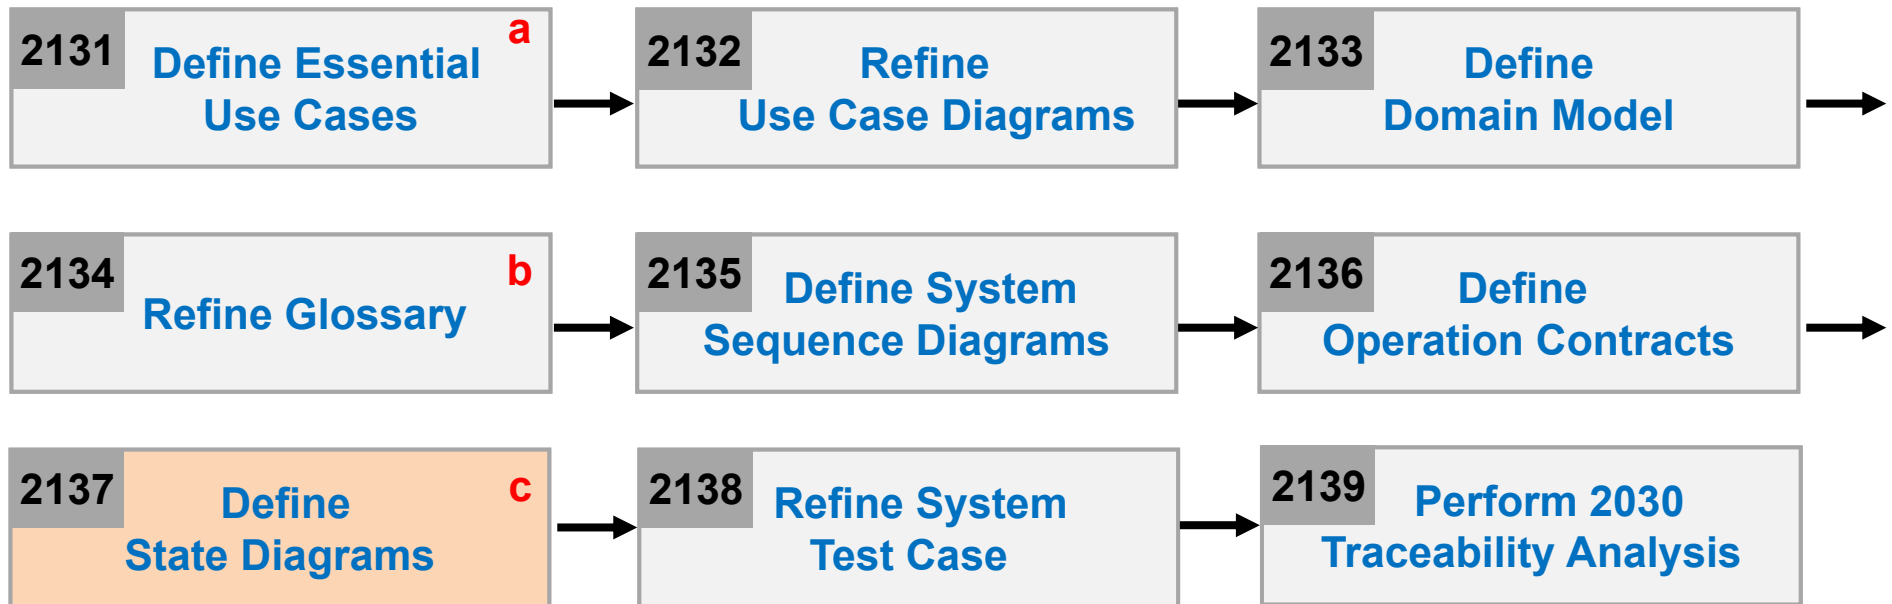 2131
a
Define Essential
Use Cases
2132
Refine
Use Case Diagrams
2133
Define
Domain Model
2134
b
Refine Glossary
2135
Define System
Sequence Diagrams
2136
Define
Operation Contracts
2137
c
Define
State Diagrams
2138
Refine System
Test Case
2139
Perform 2030
Traceability Analysis